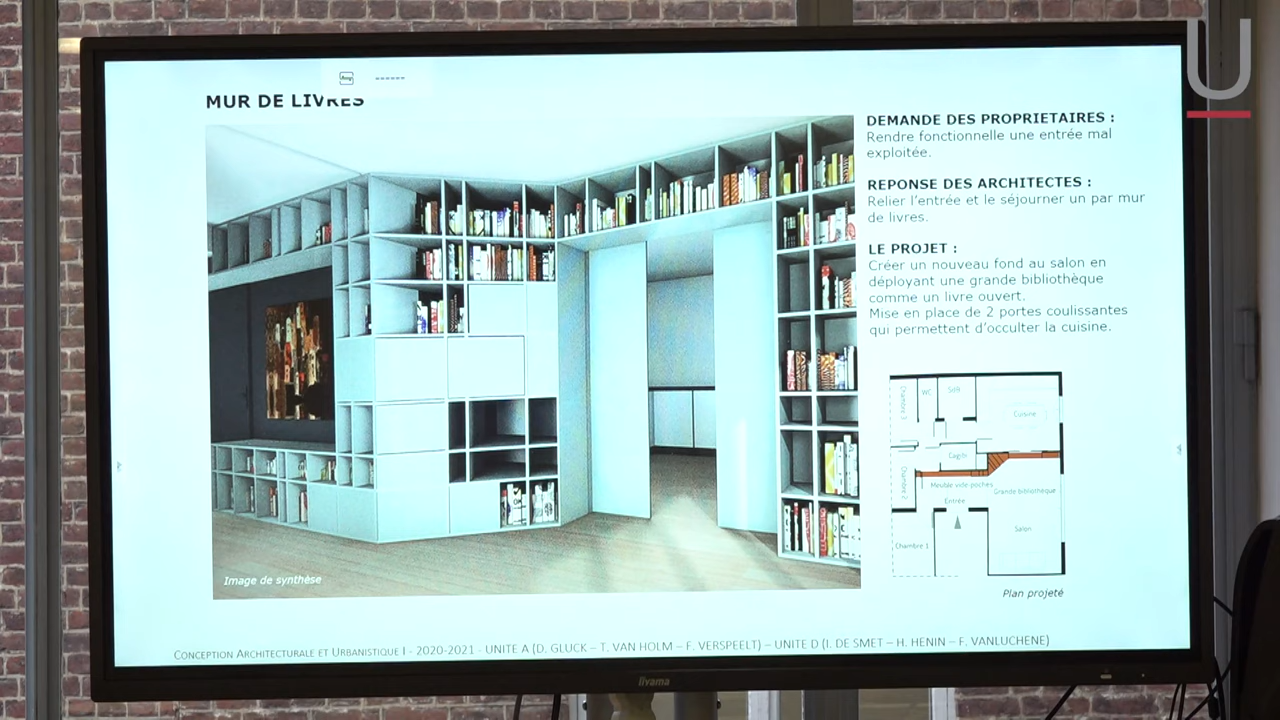 U
MUR DE LIVRES
DEMANDE DES PROPRIETAIRES :
Rendre fonctionnelle une entrée mal
exploitée.
REPONSE DES ARCHITECTES :
Relier l'entrée et le séjourner un par mur
de livres.
LE PROJET :
Créer un nouveau fond au salon en
déployant une grande bibliothèque
comme un livre ouvert.
Mise en place de 2 portes coulissantes
qui permettent d'occulter la cuisine.
Chambre 3
WC
SdB
Cuisine
Cagibi
Chambre 2
Meuble vide-poches
Grande bibliothèque
Entrée
Salon
Chambre 1
Plan projeté
Image de synthèse
CONCEPTION ARCHITECTURALE ET URBANISTIQUE I - 2020-2021 - UNITE A (D. GLUCK – T. VAN HOLM – F. VERSPEELT) – UNITE D (I. DE SMET – H. HENIN – F. VANLUCHENE)
iiyama